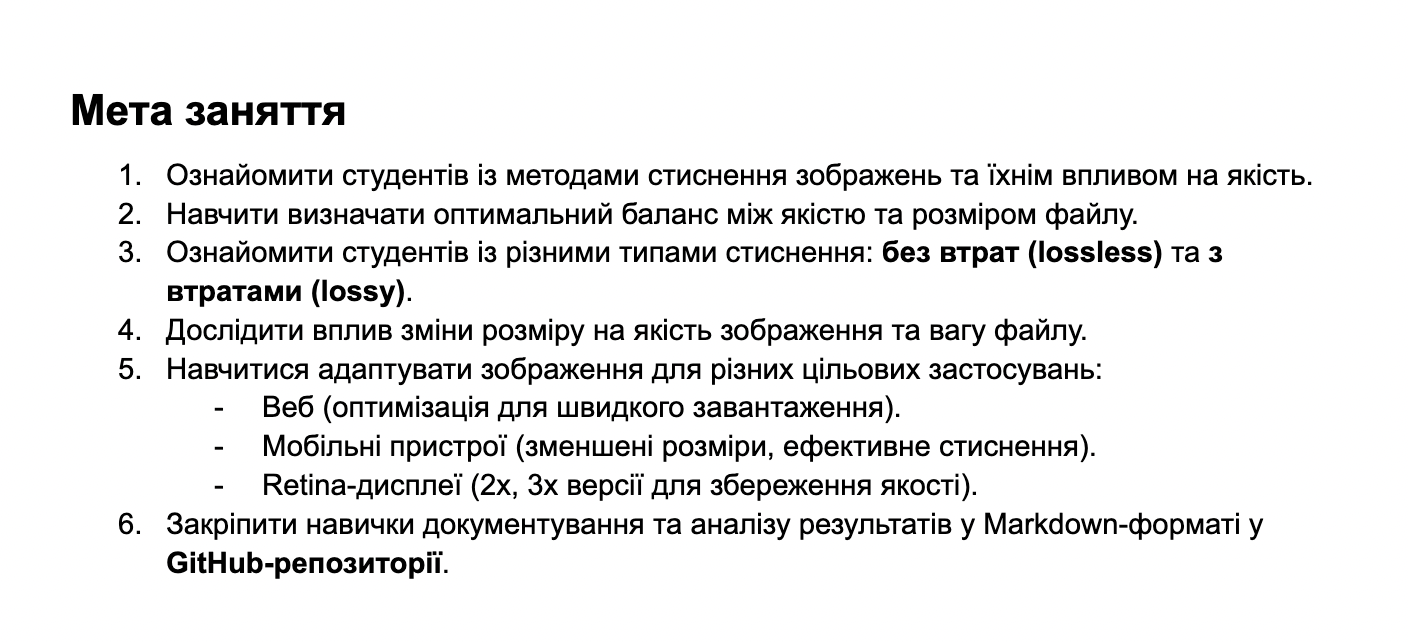 Мета заняття
1. Ознайомити студентів із методами стиснення зображень та їхнім впливом на якість.
2. Навчити визначати оптимальний баланс між якістю та розміром файлу.
3. Ознайомити студентів із різними типами стиснення: без втрат (lossless) та з
втратами (lossy).
4. Дослідити вплив зміни розміру на якість зображення та вагу файлу.
5. Навчитися адаптувати зображення для різних цільових застосувань:
- Веб (оптимізація для швидкого завантаження).
- Мобільні пристрої (зменшені розміри, ефективне стиснення).
- Retina-дисплеї (2x, 3x версії для збереження якості).
6. Закріпити навички документування та аналізу результатів у Markdown-форматі у
GitHub-репозиторії.